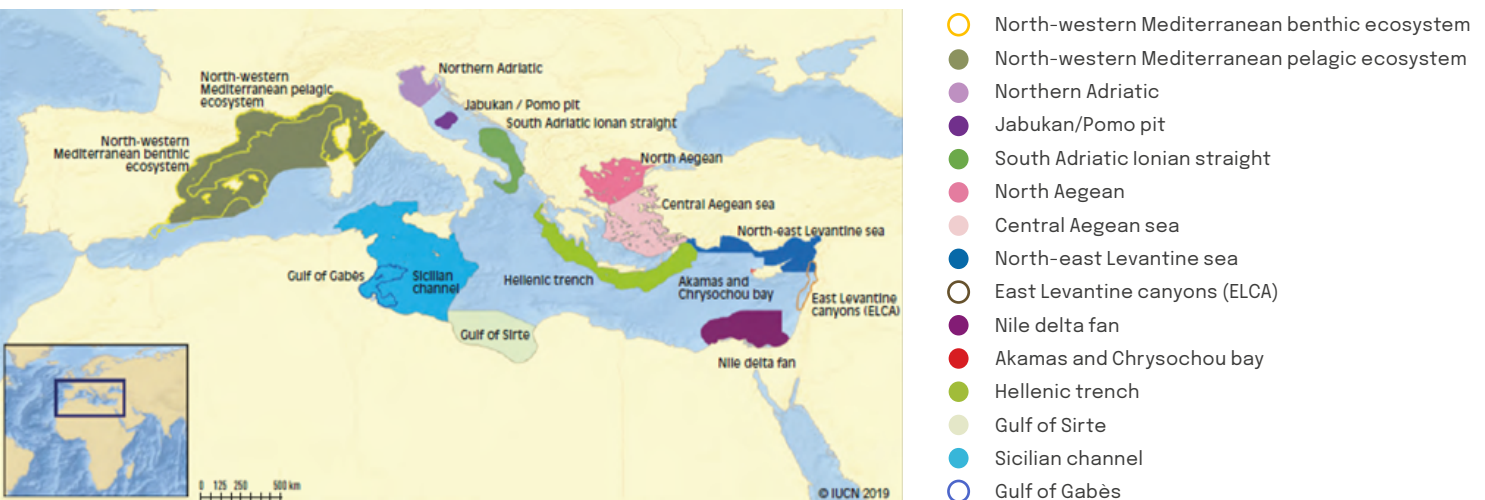 North-western
Mediterranean pelagic
ecosystem
North-western
Mediterranean benthic
ecosystem
Northern Adriatic
Jabukan / Pomo pit
South Adriatic Ionan straight
North Aegean
Central Aegean sea
North-east Levantine sea
Gulf of Gabès
Sicilian
channel
Hellenic trench
Akamas and
Chrysochou bay
East Levantine
canyons (ELCA)
Gulf of Sirte
Nile delta fan
0 125 250 500 km
© IUCN 2019
North-western Mediterranean benthic ecosystem
North-western Mediterranean pelagic ecosystem
Northern Adriatic
Jabukan/Pomo pit
South Adriatic Ionian straight
North Aegean
Central Aegean sea
North-east Levantine sea
East Levantine canyons (ELCA)
Nile delta fan
Akamas and Chrysochou bay
Hellenic trench
Gulf of Sirte
Sicilian channel
Gulf of Gabès